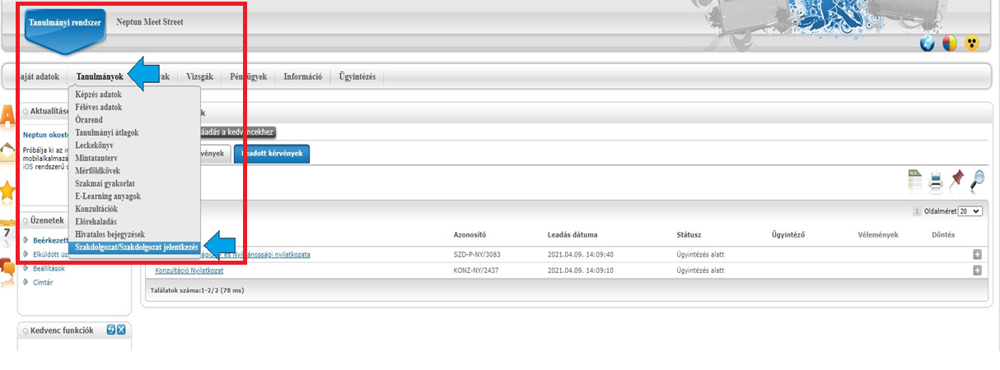 Tanulmányi rendszer
Neptun Meet Street
aját adatok
Tanulmányok
rak
Vizsgák
Pénzügyek
Információ
Ügyintézés
Képzés adatok
Féléves adatok
Órarend
Tanulmányi átlagok
Leckekönyv
Mintatanterv
Mérföldkövek
Szakmai gyakorlat
E-Learning anyagok
Konzultációk
Előrehaladás
Hivatalos bejegyzések
Szakdolgozat/Szakdolgozat jelentkezés
Aktualitás
Neptun okost
Próbálja ki az
mobilalkalmazá
iOS rendszerű
k
áadás a kedvencekhez
vények
Leadott kérvények
1 Oldalméret 20
Üzenetek
7
Beérkezett
Elküldött üz
Beállítások
Címtár
Azonosító
Leadás dátuma
Státusz
Ügyintéző
Vélemények
Döntés
és Nyilvánossági nyilatkozata
SZD-P-NY/3083
2021.04.09. 14:09:40
Ügyintézés alatt
Konzultáció Nyilatkozat
KONZ-NY/2437
2021.04.09. 14:09:10
Ügyintézés alatt
Találatok száma:1-2/2 (78 ms)
Kedvenc funkciók